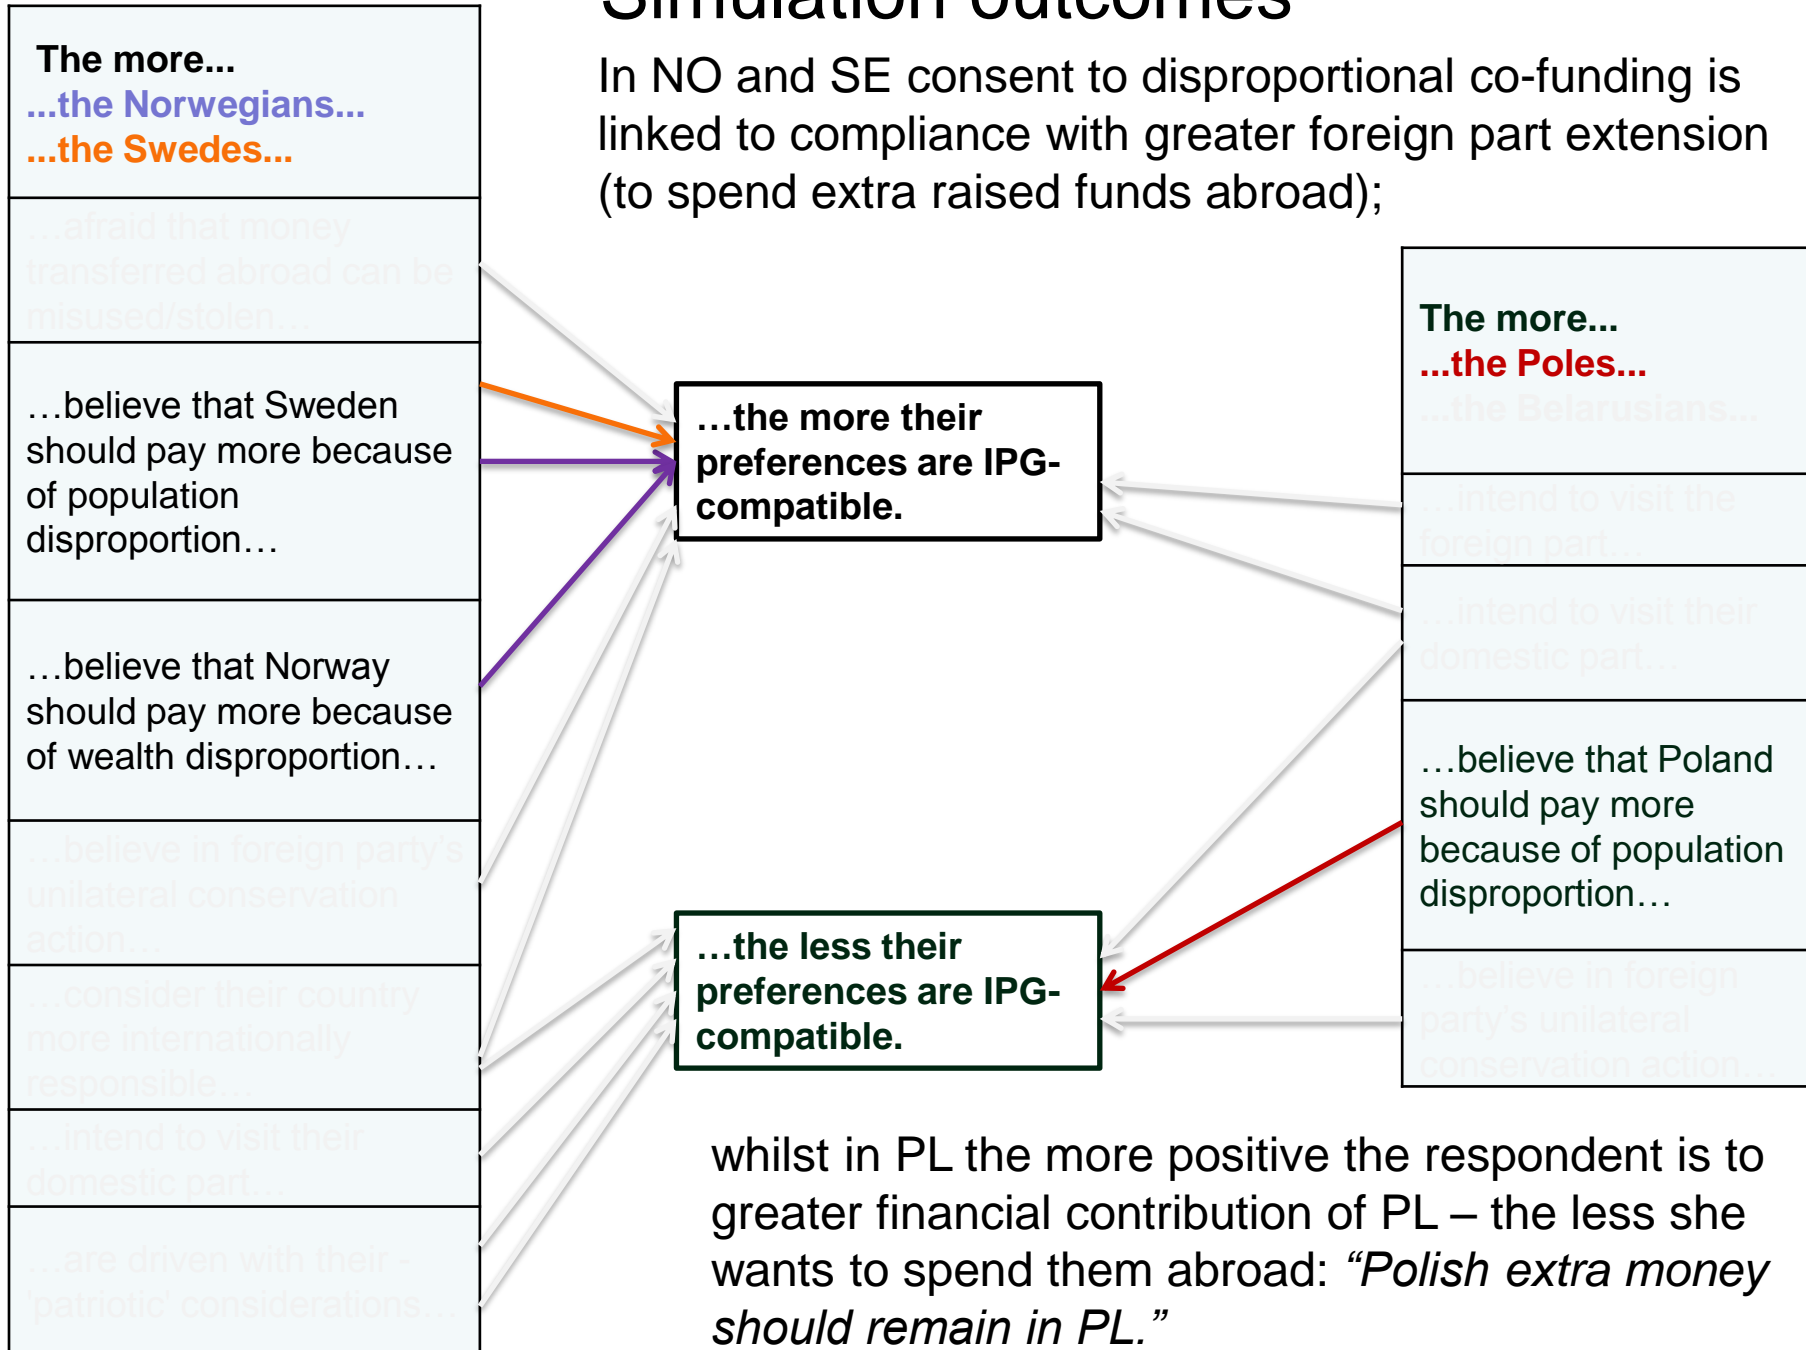 Simulation outcomes
In NO and SE consent to disproportional co-funding is
linked to compliance with greater foreign part extension
(to spend extra raised funds abroad);
The more...
...the Norwegians...
...the Swedes...
…afraid that money
transferred abroad can be
misused/stolen…
…believe that Sweden
should pay more because
of population
disproportion…
…believe that Norway
should pay more because
of wealth disproportion…
…believe in foreign party's
unilateral conservation
action…
…consider their country
more internationally
responsible…
…intend to visit their
domestic part…
…are driven with their -
'patriotic' considerations…
…the more their
preferences are IPG-
compatible.
…the less their
preferences are IPG-
compatible.
The more...
...the Poles...
...the Belarusians...
…intend to visit the
foreign part…
…intend to visit their
domestic part…
…believe that Poland
should pay more
because of population
disproportion…
…believe in foreign
party's unilateral
conservation action…
whilst in PL the more positive the respondent is to
greater financial contribution of PL – the less she
wants to spend them abroad: “Polish extra money
should remain in PL.”